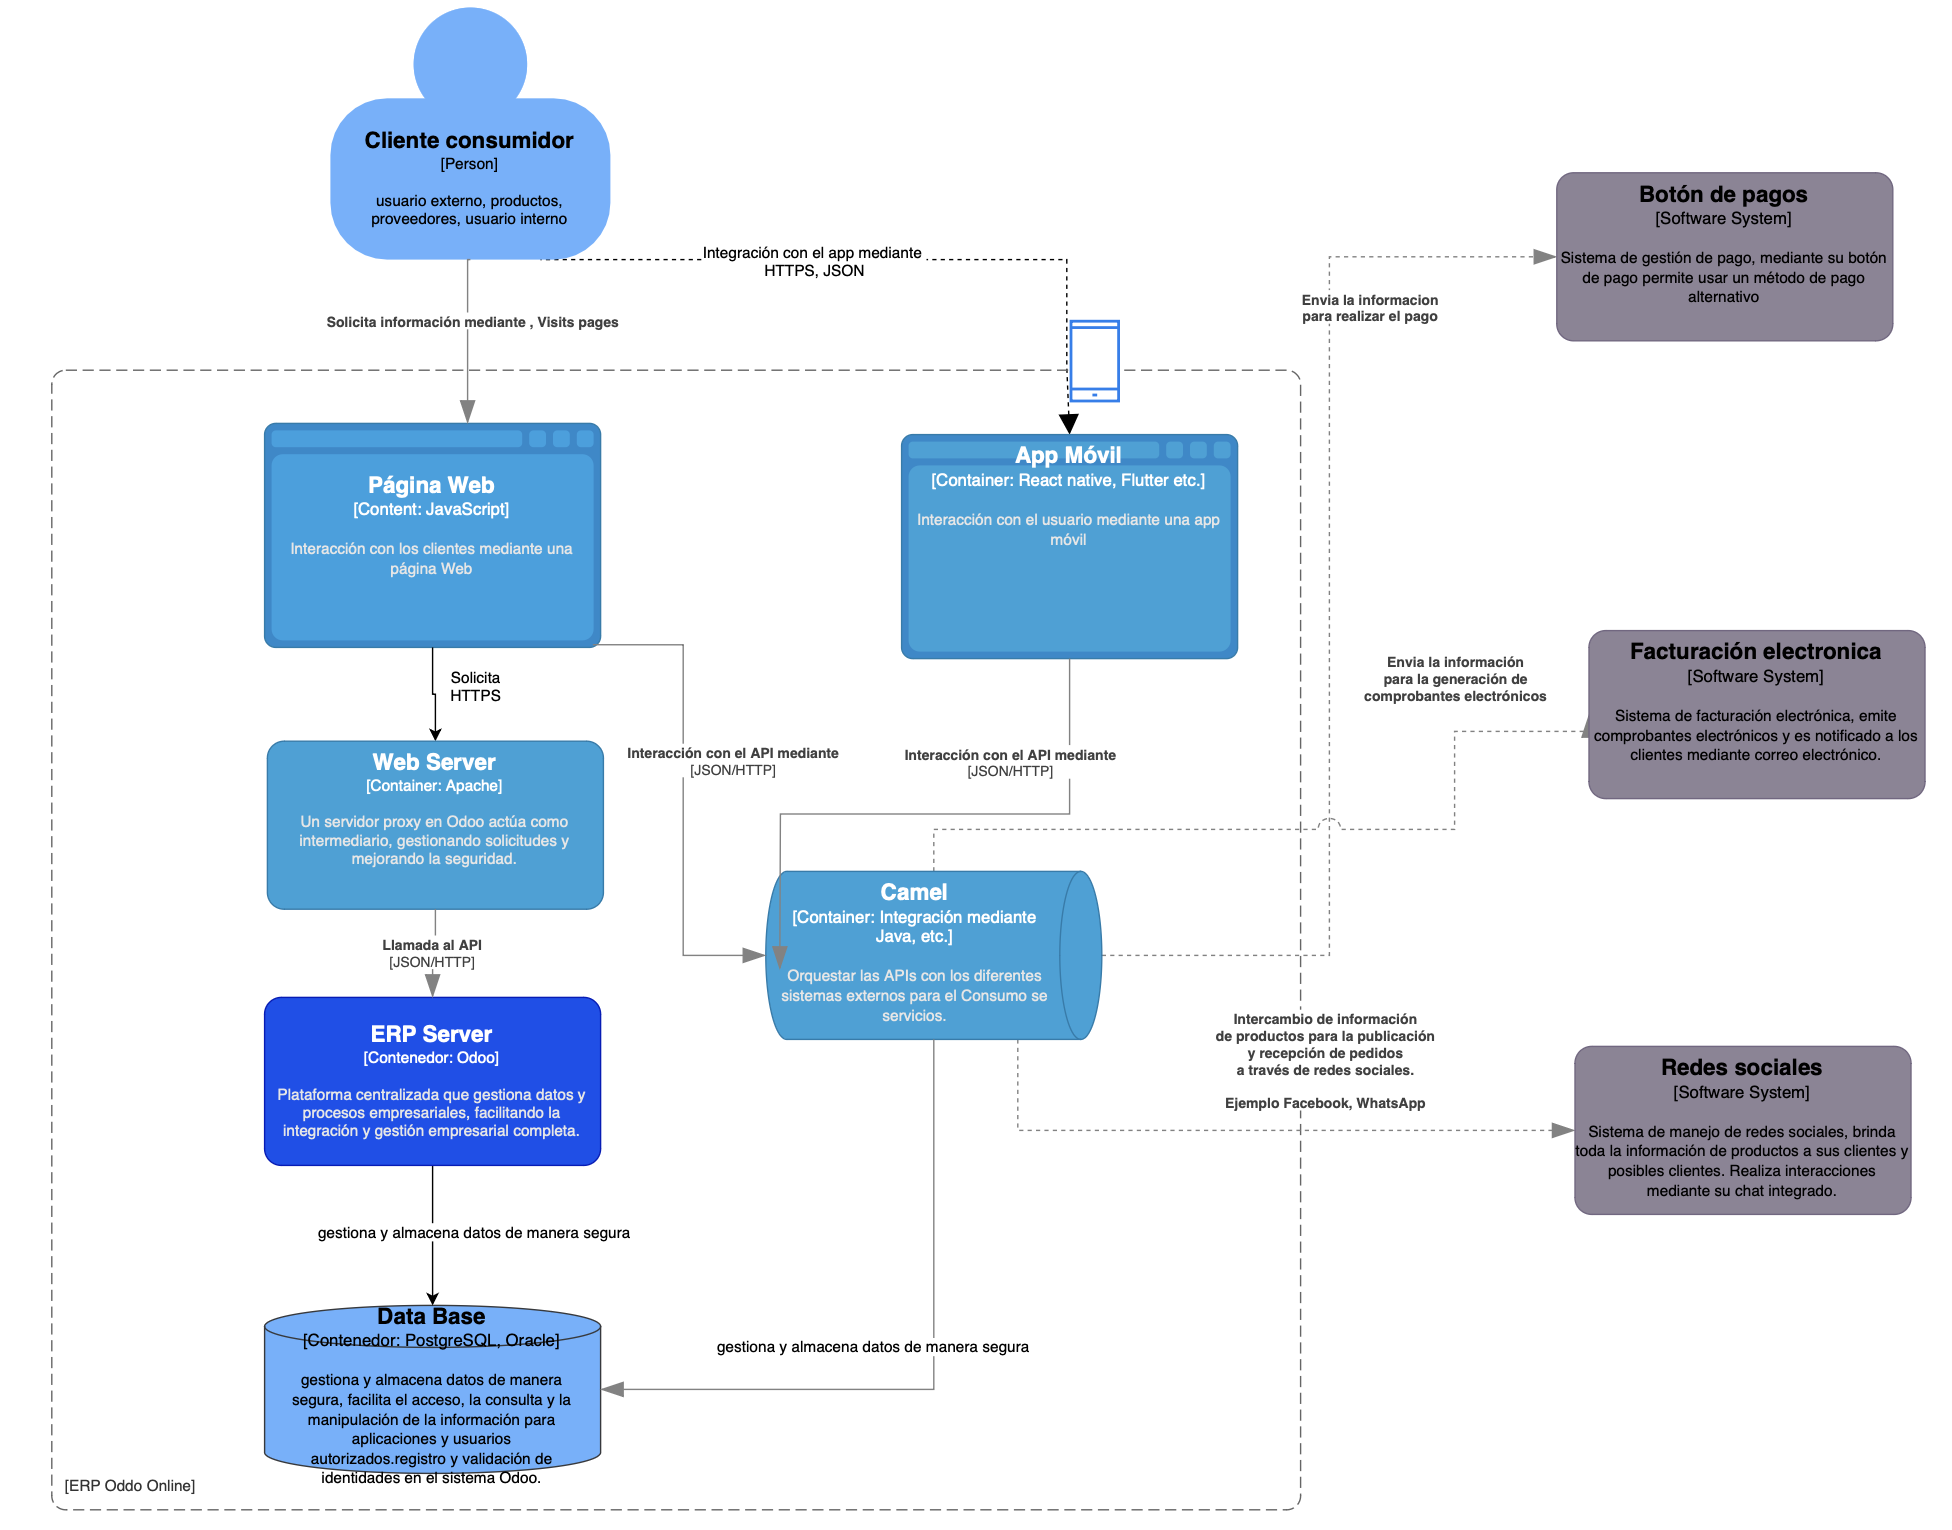 Cliente consumidor
[Person]
usuario externo, productos,
proveedores, usuario interno
Integración con el app mediante
HTTPS, JSON
Solicita información mediante , Visits pages
Botón de pagos
[Software System]
Sistema de gestión de pago, mediante su botón
de pago permite usar un método de pago
alternativo
Envia la informacion
para realizar el pago
Página Web
[Content: JavaScript]
Interacción con los clientes mediante una
página Web
App Móvil
[Container: React native, Flutter etc.]
Interacción con el usuario mediante una app
móvil
Solicita
HTTPS
Envia la información
para la generación de
comprobantes electrónicos
Facturación electronica
[Software System]
Sistema de facturación electrónica, emite
comprobantes electrónicos y es notificado a los
clientes mediante correo electrónico.
Web Server
[Container: Apache]
Un servidor proxy en Odoo actúa como
intermediario, gestionando solicitudes y
mejorando la seguridad.
Interacción con el API mediante
[JSON/HTTP]
Interacción con el API mediante
[JSON/HTTP]
Llamada al API
[JSON/HTTP]
Camel
[Container: Integración mediante
Java, etc.]
Orquestar las APIs con los diferentes
sistemas externos para el Consumo se
servicios.
ERP Server
[Contenedor: Odoo]
Plataforma centralizada que gestiona datos y
procesos empresariales, facilitando la
integración y gestión empresarial completa.
Intercambio de información
de productos para la publicación
y recepción de pedidos
a través de redes sociales.
Ejemplo Facebook, WhatsApp
Redes sociales
[Software System]
Sistema de manejo de redes sociales, brinda
toda la información de productos a sus clientes y
posibles clientes. Realiza interacciones
mediante su chat integrado.
gestiona y almacena datos de manera segura
Data Base
[Contenedor: PostgreSQL, Oracle]
gestiona y almacena datos de manera
segura, facilita el acceso, la consulta y la
manipulación de la información para
aplicaciones y usuarios
autorizados.registro y validación de
identidades en el sistema Odoo.
gestiona y almacena datos de manera segura
[ERP Oddo Online]